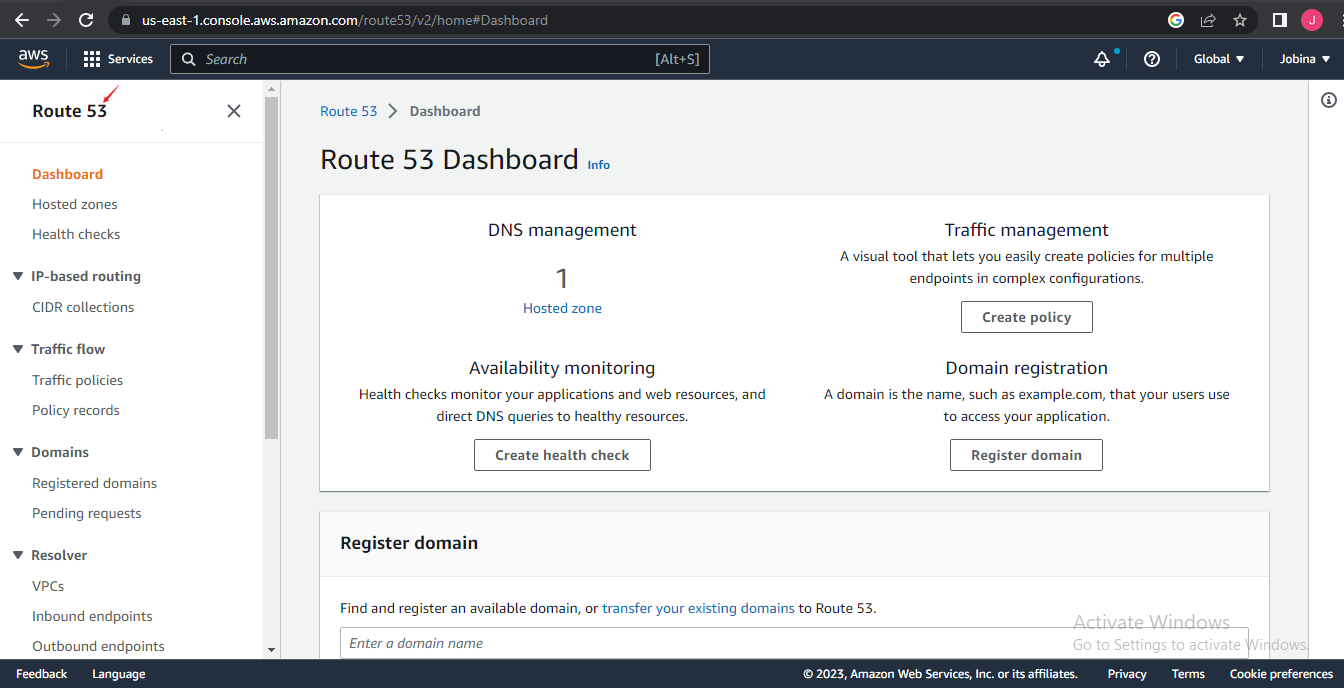 us-east-1.console.aws.amazon.com/route53/v2/home#Dashboard
G
J
aws
Services
Search
[Alt+S]
Global
Jobina
Route 53
Dashboard
Hosted zones
Health checks
IP-based routing
CIDR collections
Traffic flow
Traffic policies
Policy records
Domains
Registered domains
Pending requests
Resolver
VPCs
Inbound endpoints
Outbound endpoints
Route 53 > Dashboard
Route 53 Dashboard Info
DNS management
1
Hosted zone
Traffic management
A visual tool that lets you easily create policies for multiple
endpoints in complex configurations.
Create policy
Availability monitoring
Health checks monitor your applications and web resources, and
direct DNS queries to healthy resources.
Create health check
Domain registration
A domain is the name, such as example.com, that your users use
to access your application.
Register domain
Register domain
Find and register an available domain, or transfer your existing domains to Route 53.
Enter a domain name
Activate Windows
Go to Settings to activate Windows.
Feedback
Language
© 2023, Amazon Web Services, Inc. or its affiliates.
Privacy
Terms
Cookie preferences